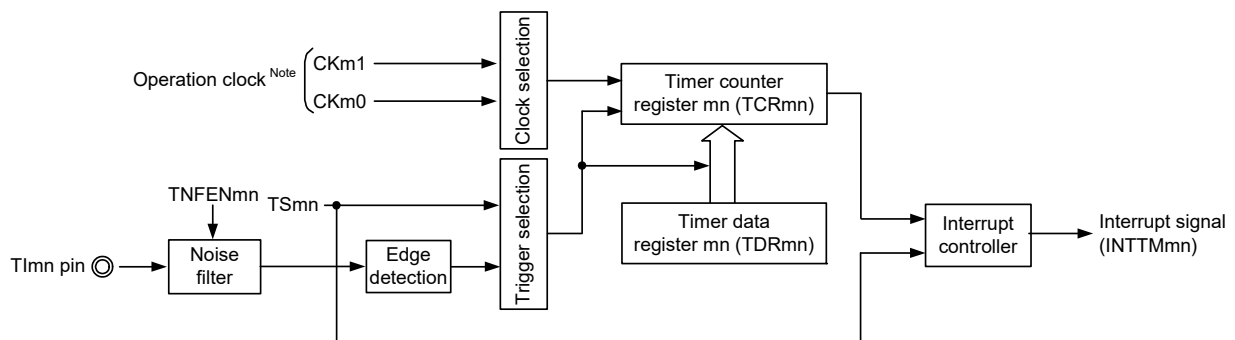 Operation clock Note
CKm1
CKm0
Clock selection
Timer counter
register mn (TCRmn)
TNFENmn
TSmn
Trigger selection
Timer data
register mn (TDRmn)
Interrupt
controller
Interrupt signal
(INTTMmn)
TImn pin
Noise
filter
Edge
detection